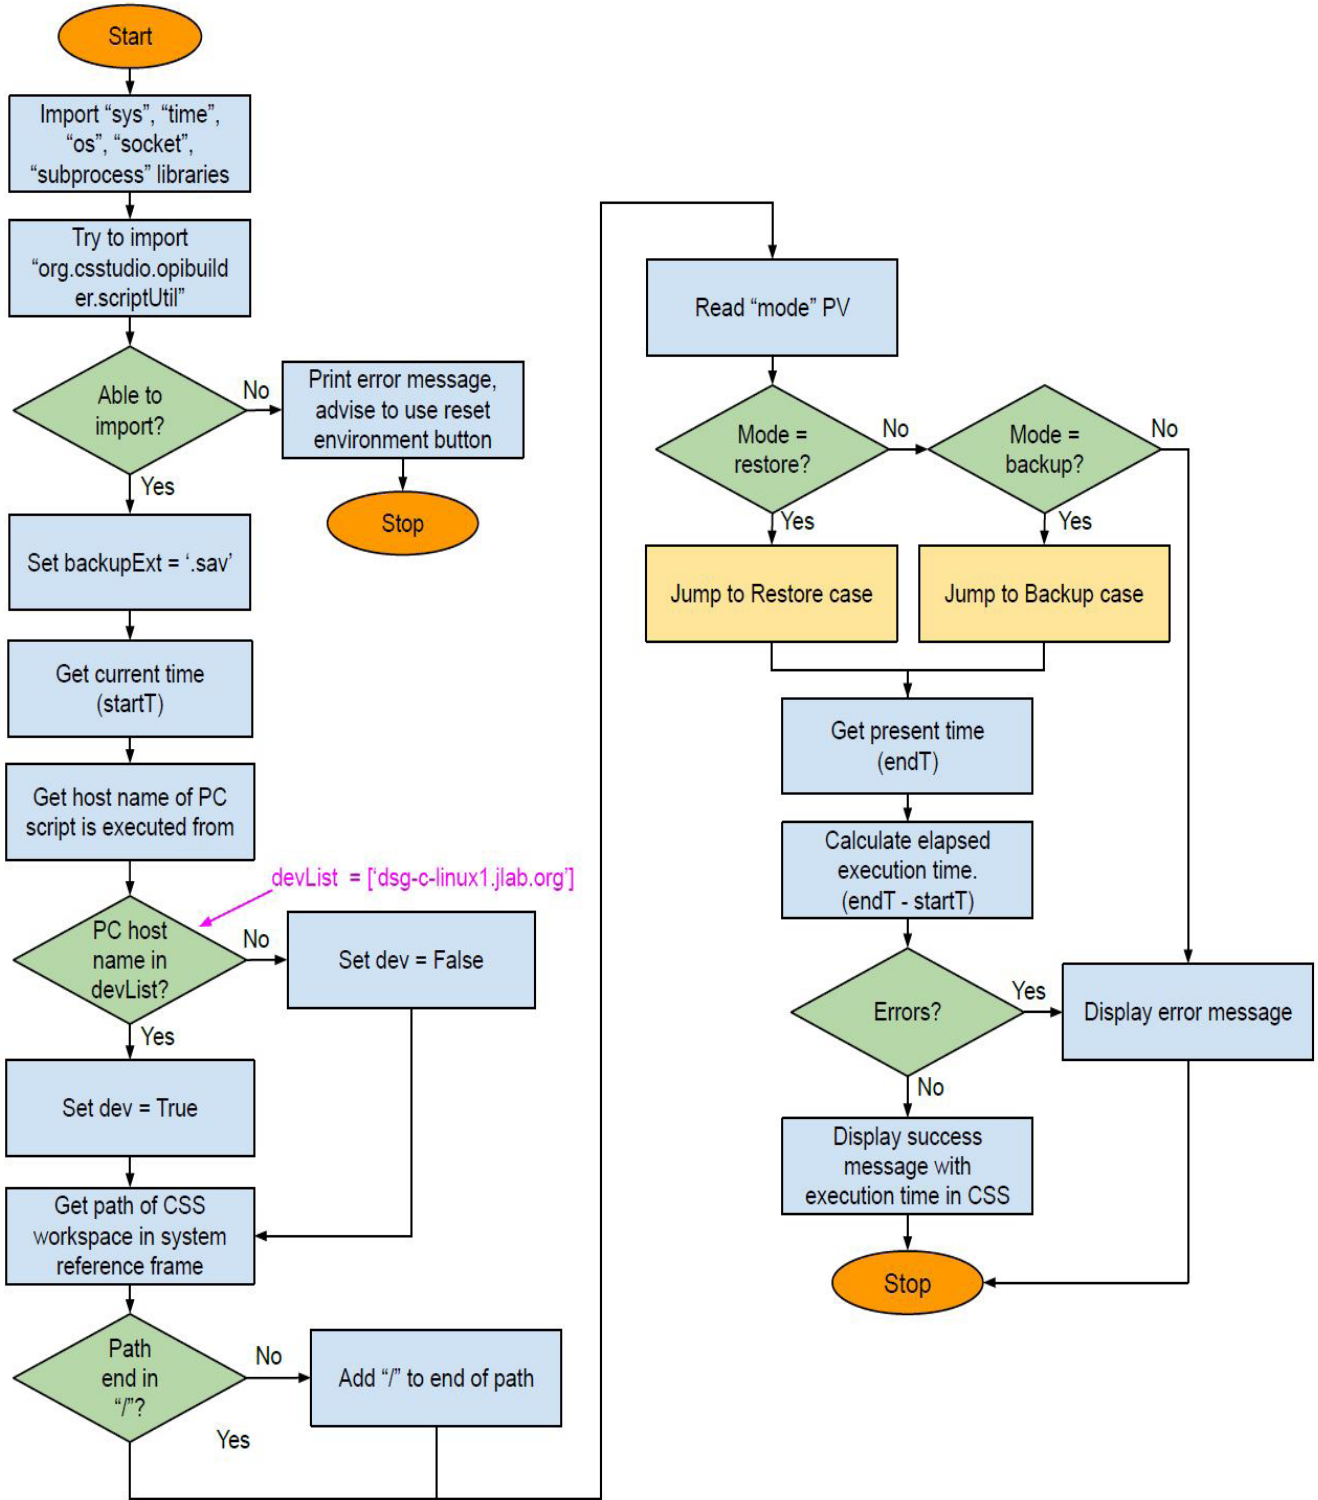 Start
Import “sys”, “time”,
“os”, “socket”,
“subprocess” libraries
Try to import
“org.csstudio.opibuild
er.scriptUtil”
Able to
import?
No
Print error message,
advise to use reset
environment button
Stop
Yes
Set backupExt = ‘.sav’
Get current time
(startT)
Get host name of PC
script is executed from
devList = [‘dsg-c-linux1.jlab.org’]
PC host
name in
devList?
No
Set dev = False
Yes
Set dev = True
Get path of CSS
workspace in system
reference frame
Path
end in
“/”?
No
Add “/” to end of path
Yes
Read “mode” PV
Mode =
restore?
No
Mode =
backup?
No
Yes
Yes
Jump to Restore case
Jump to Backup case
Get present time
(endT)
Calculate elapsed
execution time.
(endT - startT)
Errors?
Yes
Display error message
No
Display success
message with
execution time in CSS
Stop